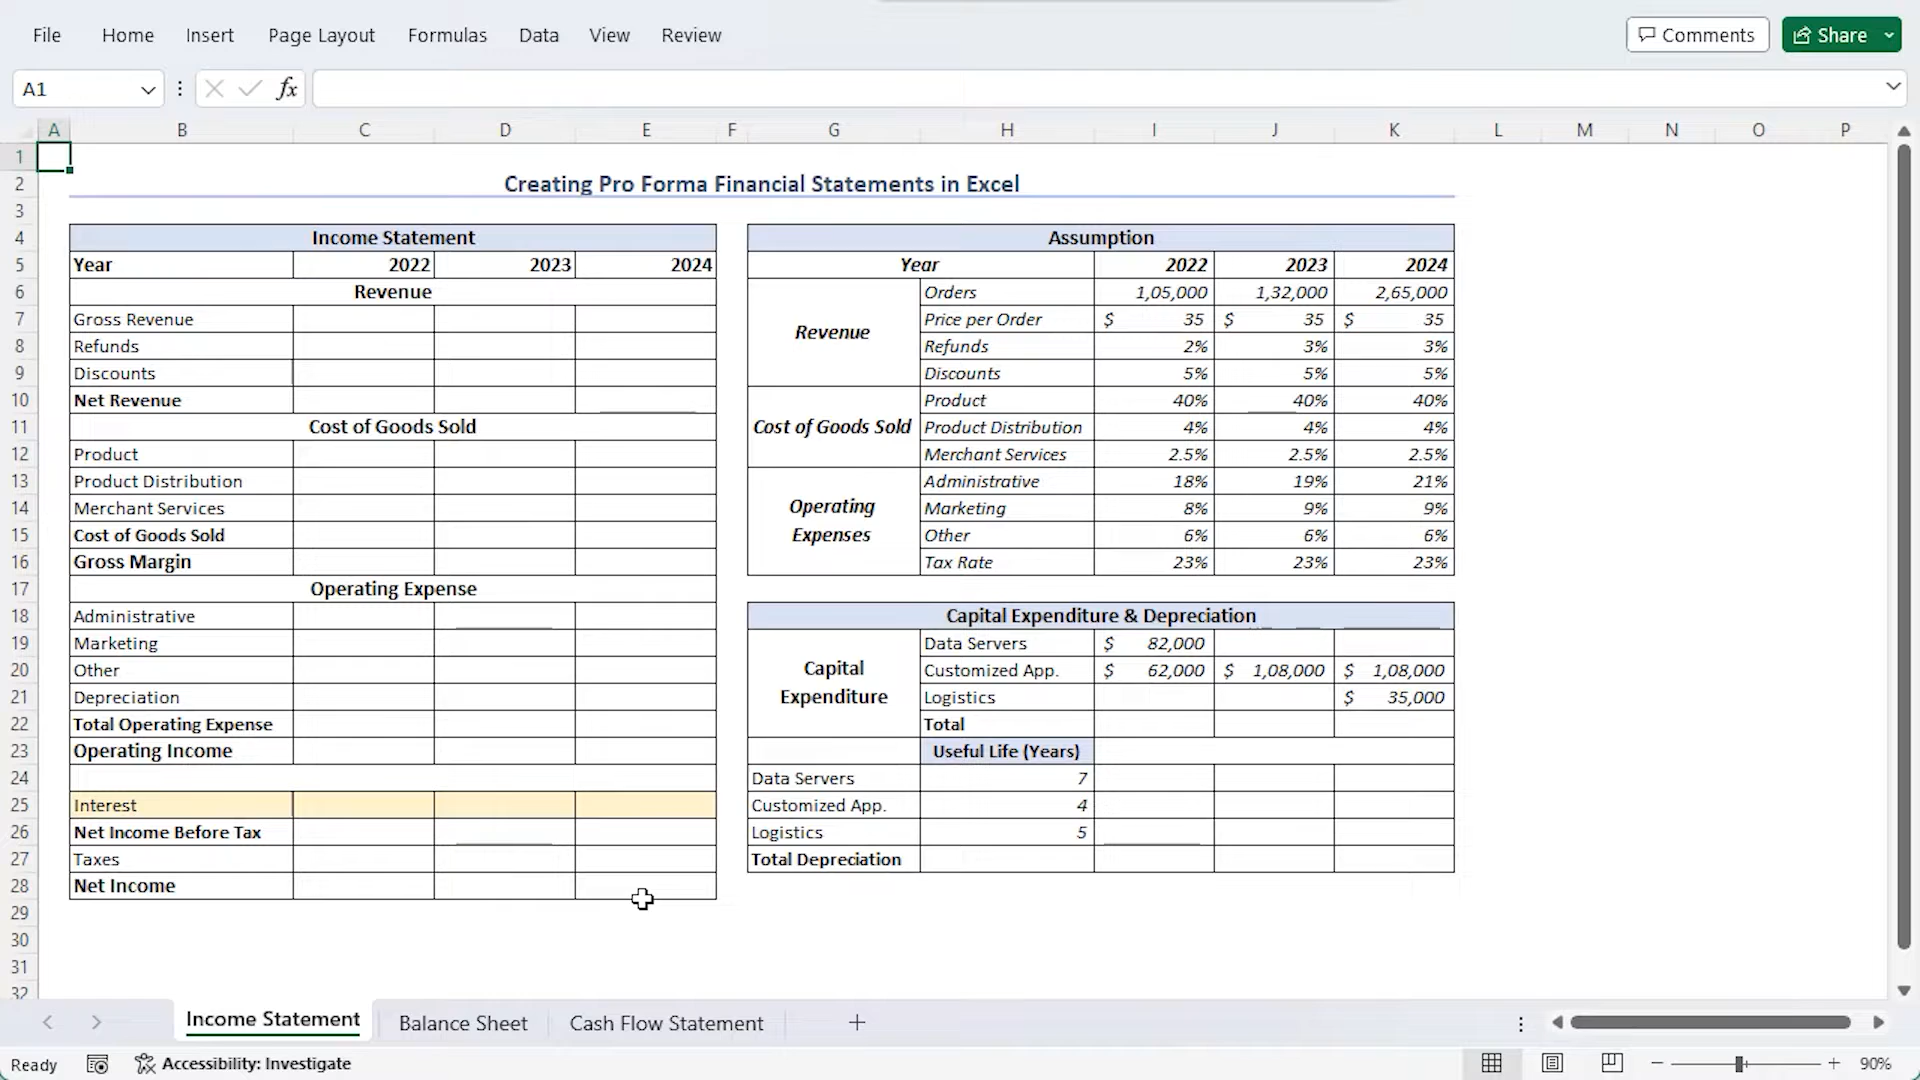 File Home Insert Page Layout Formulas Data View Review Comments Share
A1 fx
A B C D E F G H I J K L M N O P
1
2 Creating Pro Forma Financial Statements in Excel
3
4 Income Statement Assumption
5 Year 2022 2023 2024 Year 2022 2023 2024
6 Revenue Orders 1,05,000 1,32,000 2,65,000
7 Gross Revenue Revenue Price per Order $ 35 $ 35 $ 35
8 Refunds Refunds 2% 3% 3%
9 Discounts Discounts 5% 5% 5%
10 Net Revenue Product 40% 40% 40%
11 Cost of Goods Sold Cost of Goods Sold Product Distribution 4% 4% 4%
12 Product Merchant Services 2.5% 2.5% 2.5%
13 Product Distribution Administrative 18% 19% 21%
14 Merchant Services Operating Marketing 8% 9% 9%
15 Cost of Goods Sold Expenses Other 6% 6% 6%
16 Gross Margin Tax Rate 23% 23% 23%
17 Operating Expense
18 Administrative Capital Expenditure & Depreciation
19 Marketing Data Servers $ 82,000
20 Other Capital Customized App. $ 62,000 $ 1,08,000 $ 1,08,000
21 Depreciation Expenditure Logistics $ 35,000
22 Total Operating Expense Total
23 Operating Income Useful Life (Years)
24 Data Servers 7
25 Interest Customized App. 4
26 Net Income Before Tax Logistics 5
27 Taxes Total Depreciation
28 Net Income
29
30
31
32
Income Statement Balance Sheet Cash Flow Statement +
Ready Accessibility: Investigate 90%